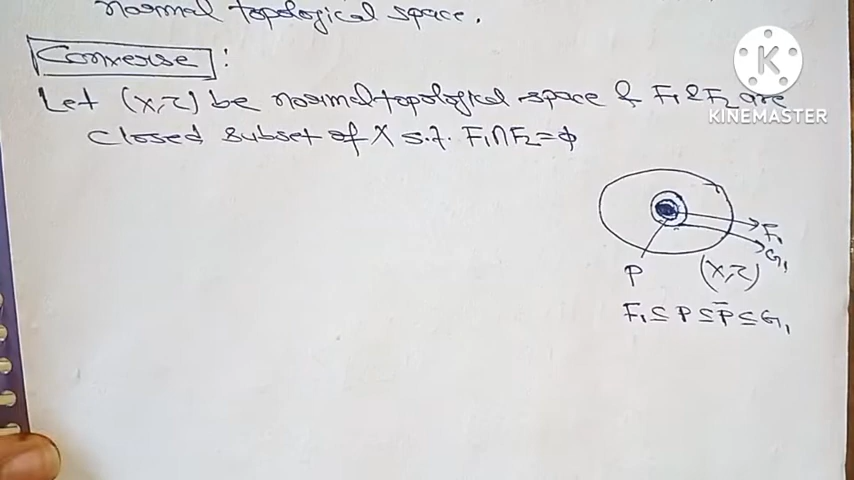 normal topological space.
Converse :
Let (X,τ) be normal topological space & F₁ & F₂ are
closed subset of X s.t. F₁∩F₂=ϕ
K
KINEMASTER
F₁
G₁
P (X,τ)
F₁ ⊆ P ⊆ P̅ ⊆ G₁